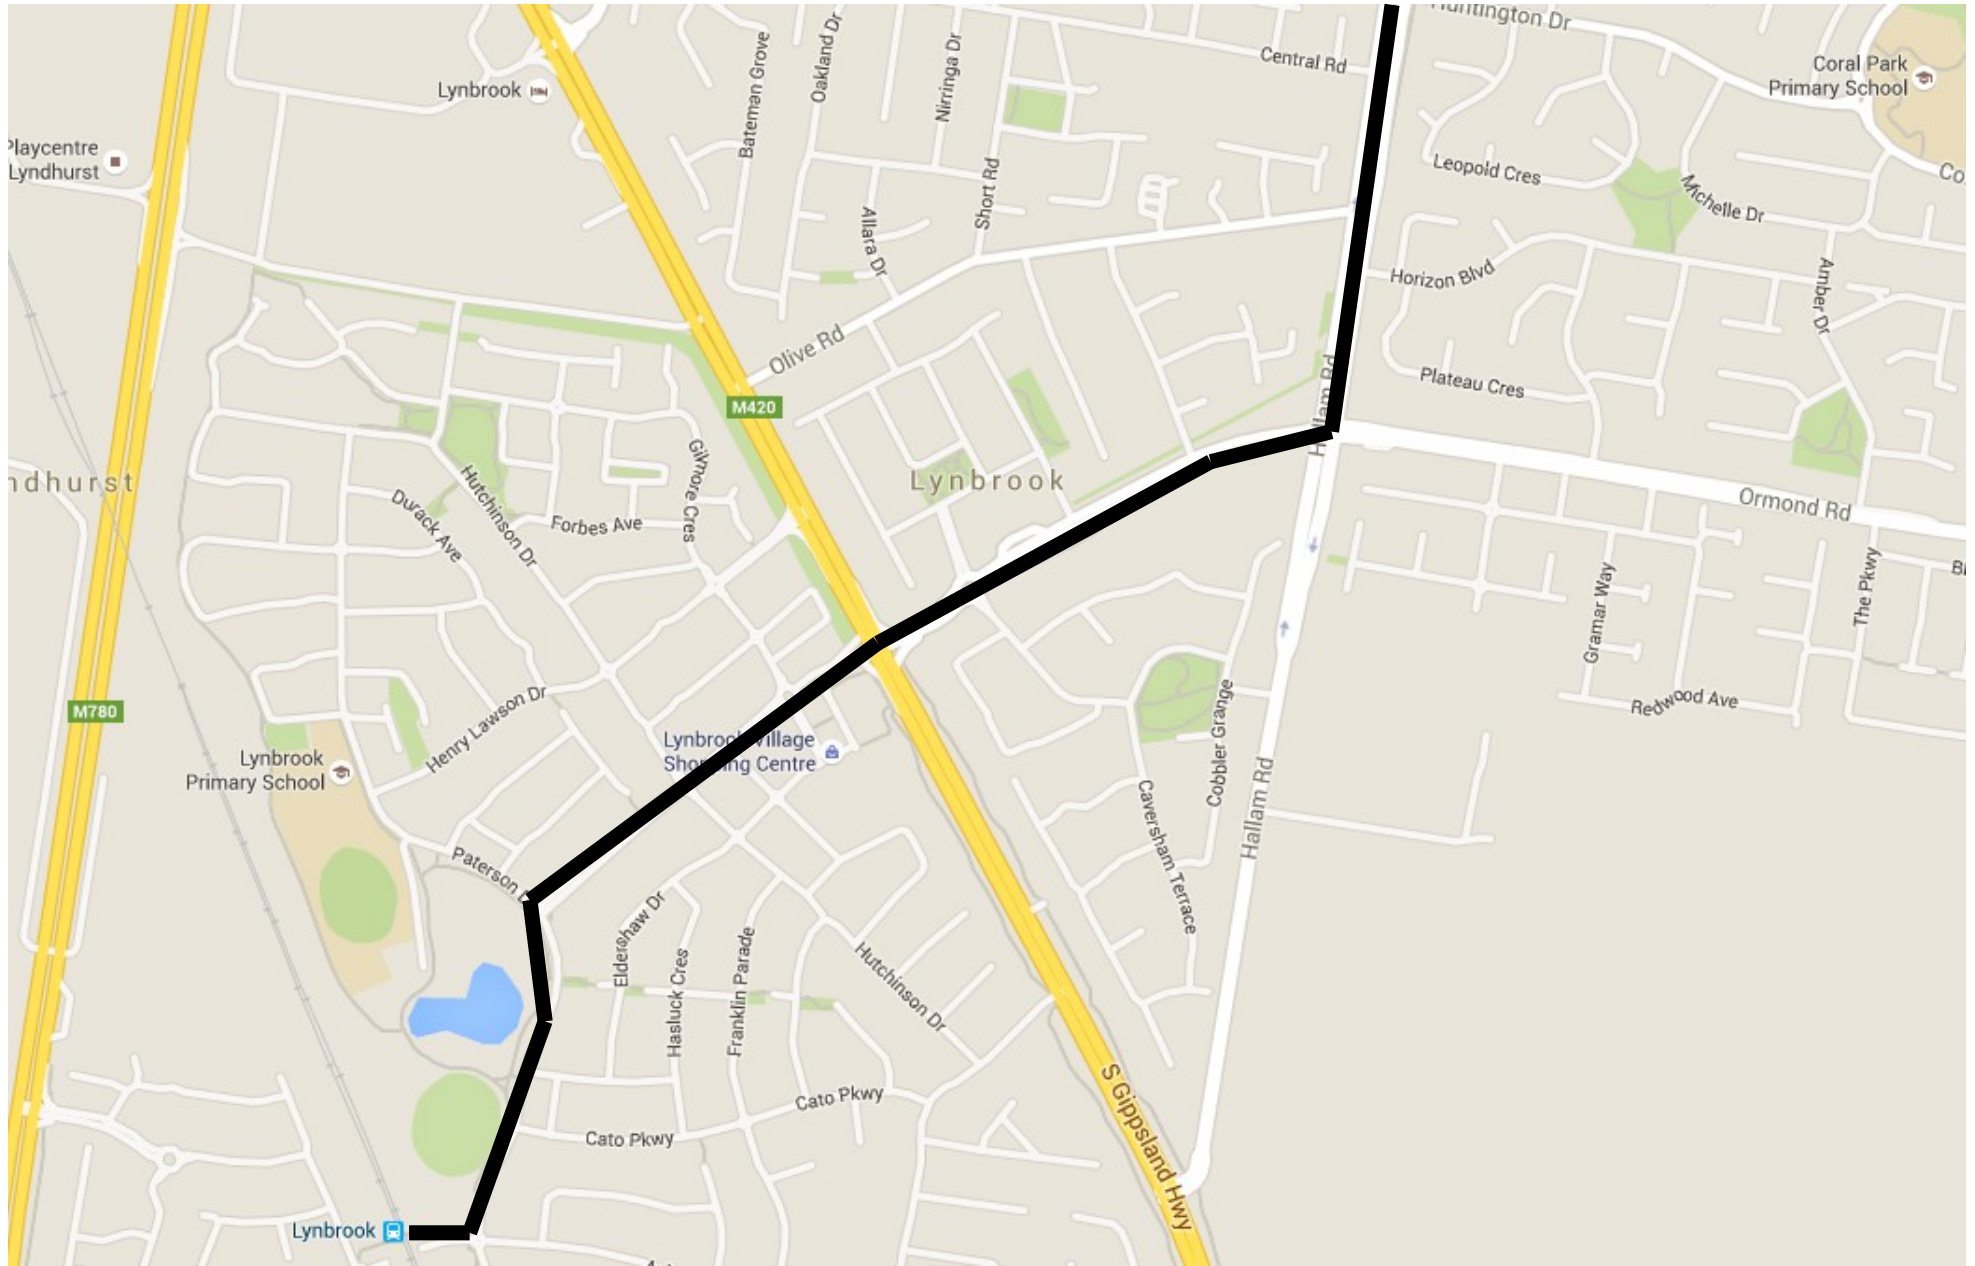 Huntington Dr
Central Rd
Coral Park
Primary School
Lynbrook
Bateman Grove
Oakland Dr
Nirringa Dr
Playcentre
Lyndhurst
Leopold Cres
Michelle Dr
Co
Short Rd
Allara Dr
Horizon Blvd
Amber Dr
Olive Rd
Hallam Rd
Plateau Cres
M420
Gilmore Cres
ndhurst
Lynbrook
Hutchinson Dr
Durack Ave
Forbes Ave
Ormond Rd
The Pkwy
Gramar Way
Redwood Ave
M780
Henry Lawson Dr
Lynbrook Village
Shopping Centre
Cobbler Grange
Lynbrook
Primary School
Hallam Rd
Caversham Terrace
Paterson
Eldershaw Dr
Hasluck Cres
Franklin Parade
Hutchinson Dr
S Gippsland Hwy
Cato Pkwy
Cato Pkwy
Lynbrook